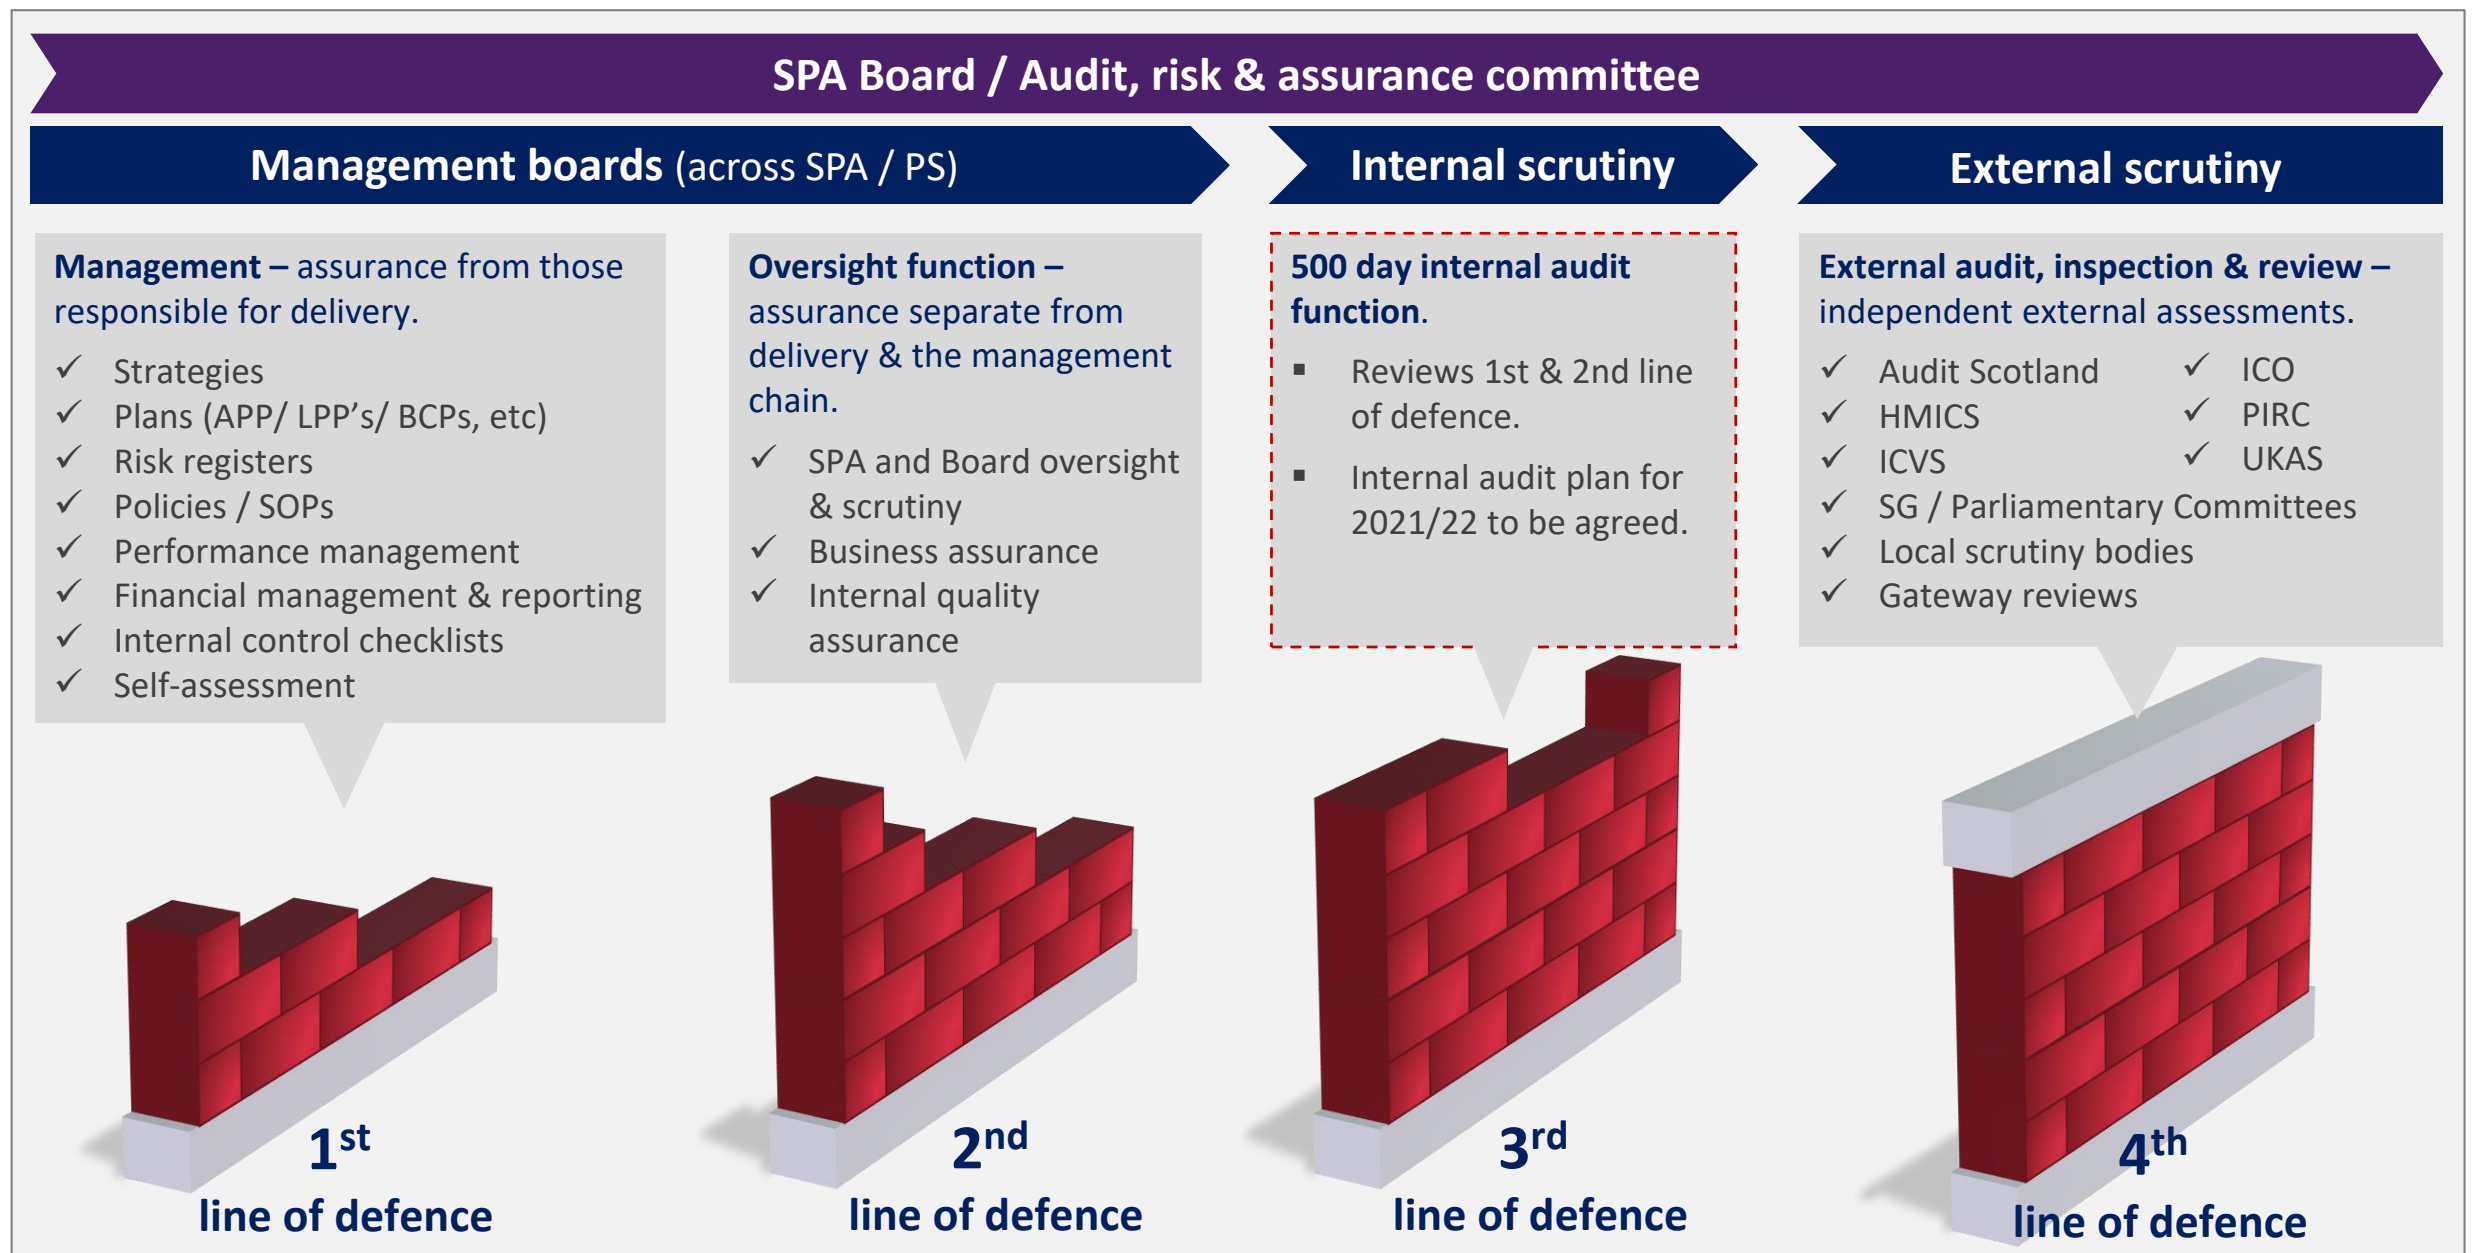 SPA Board / Audit, risk & assurance committee
Management boards (across SPA / PS)
Internal scrutiny
External scrutiny
Management – assurance from those
responsible for delivery.
Strategies
Plans (APP/ LPP’s/ BCPs, etc)
Risk registers
Policies / SOPs
Performance management
Financial management & reporting
Internal control checklists
Self-assessment
Oversight function –
assurance separate from
delivery & the management
chain.
SPA and Board oversight
& scrutiny
Business assurance
Internal quality
assurance
500 day internal audit
function.
Reviews 1st & 2nd line
of defence.
Internal audit plan for
2021/22 to be agreed.
External audit, inspection & review –
independent external assessments.
Audit Scotland
HMICS
ICVS
SG / Parliamentary Committees
Local scrutiny bodies
Gateway reviews
ICO
PIRC
UKAS
1st
line of defence
2nd
line of defence
3rd
line of defence
4th
line of defence